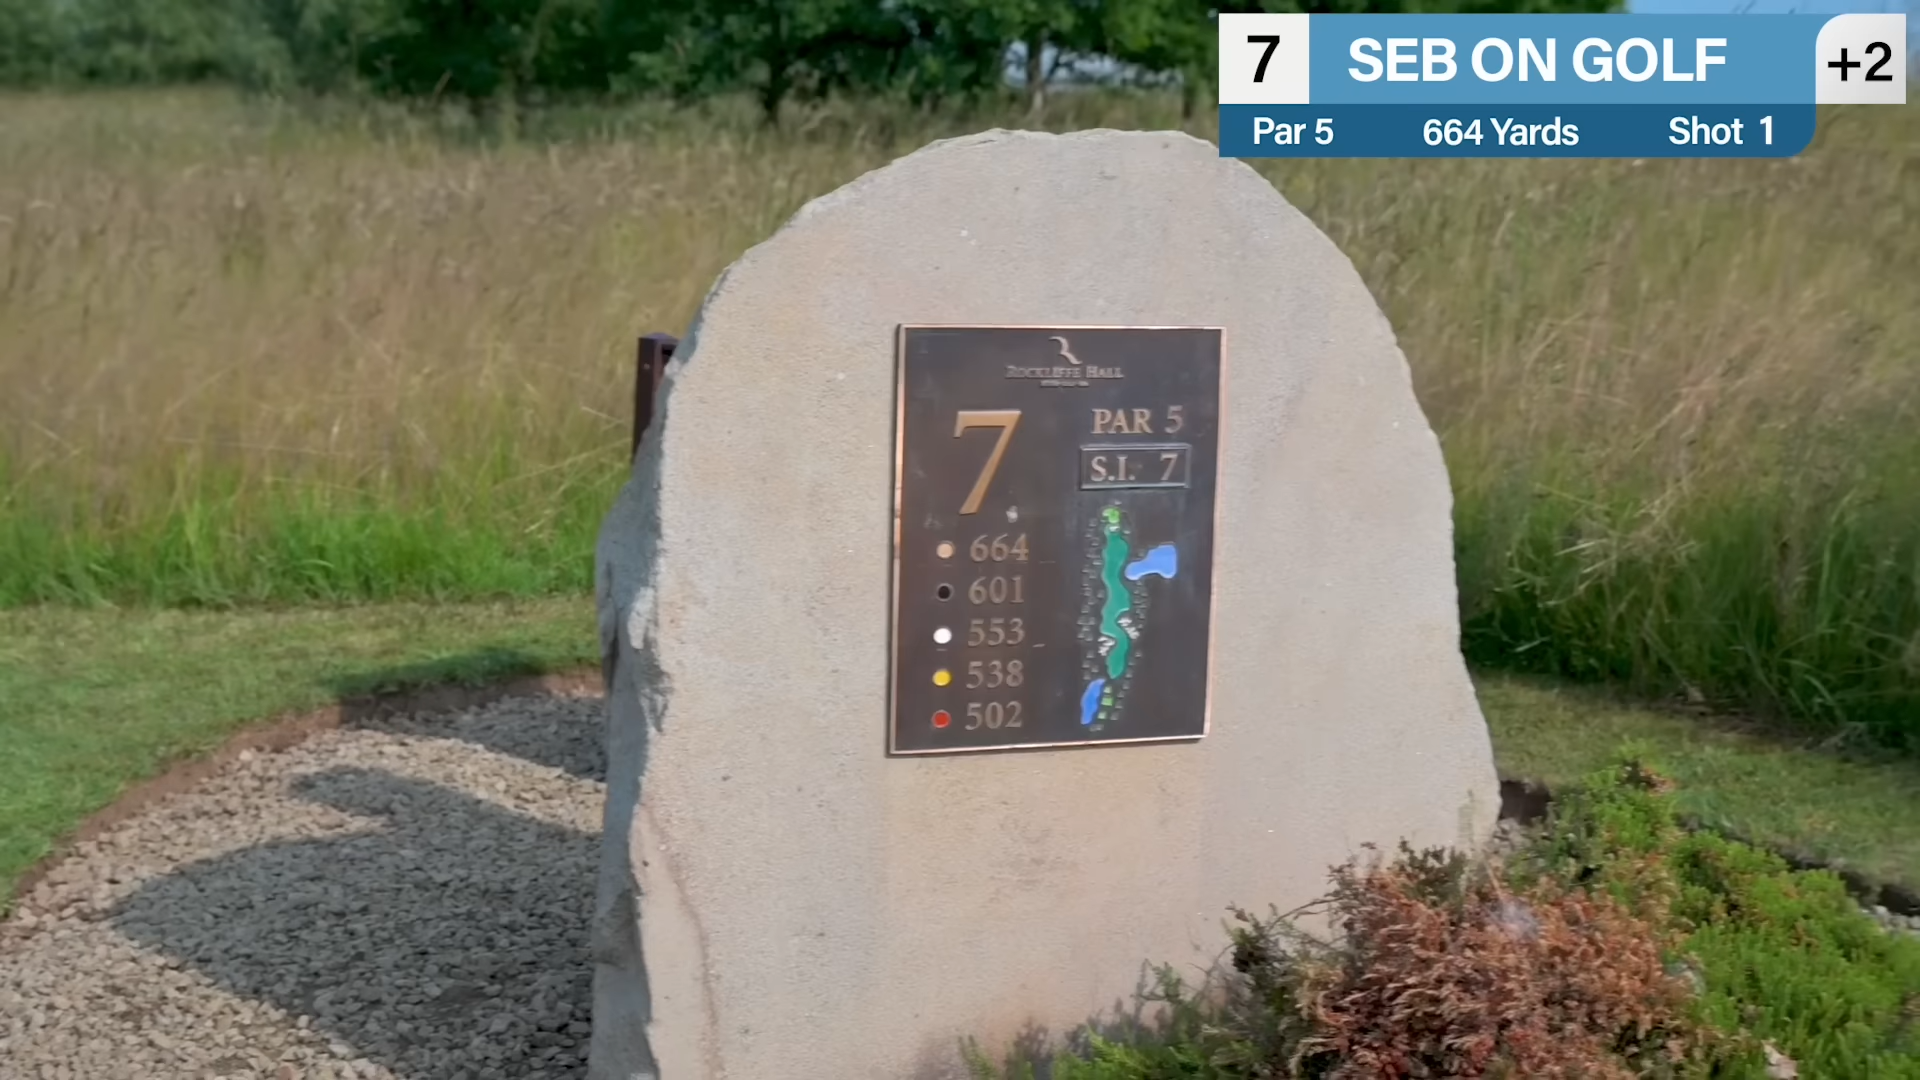 7 SEB ON GOLF +2
Par 5 664 Yards Shot 1
ROCKLIFFE HALL
7 PAR 5
S.I. 7
664
601
553
538
502